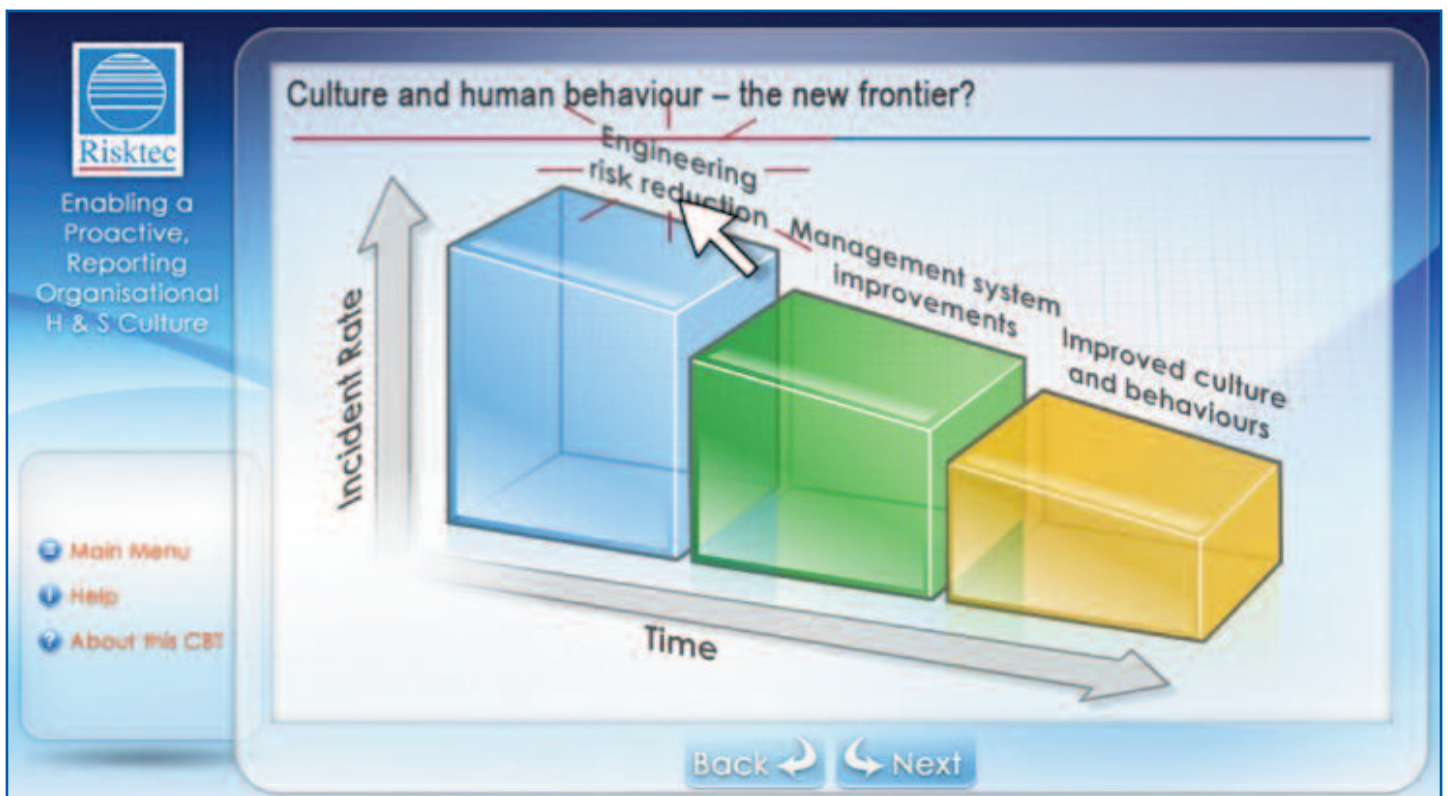 Risktec
Enabling a
Proactive,
Reporting
Organisational
H & S Culture
Main Menu
Help
About this CBT
Culture and human behaviour – the new frontier?
Engineering
risk reduction
Management system
improvements
Improved culture
and behaviours
Incident Rate
Time
Back
Next